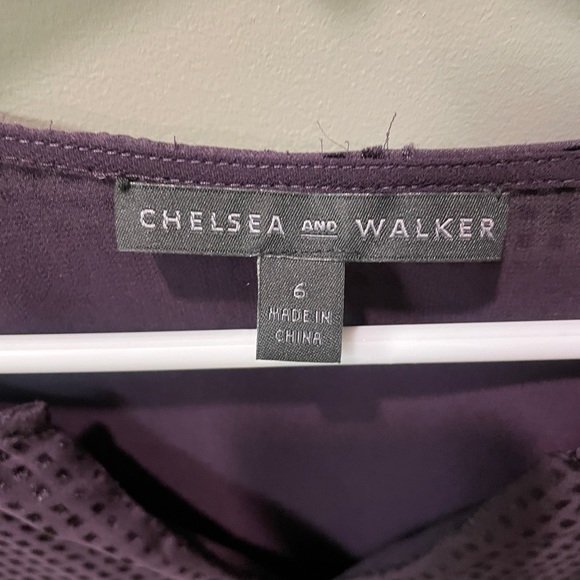 CHELSEA AND WALKER
6
MADE IN
CHINA